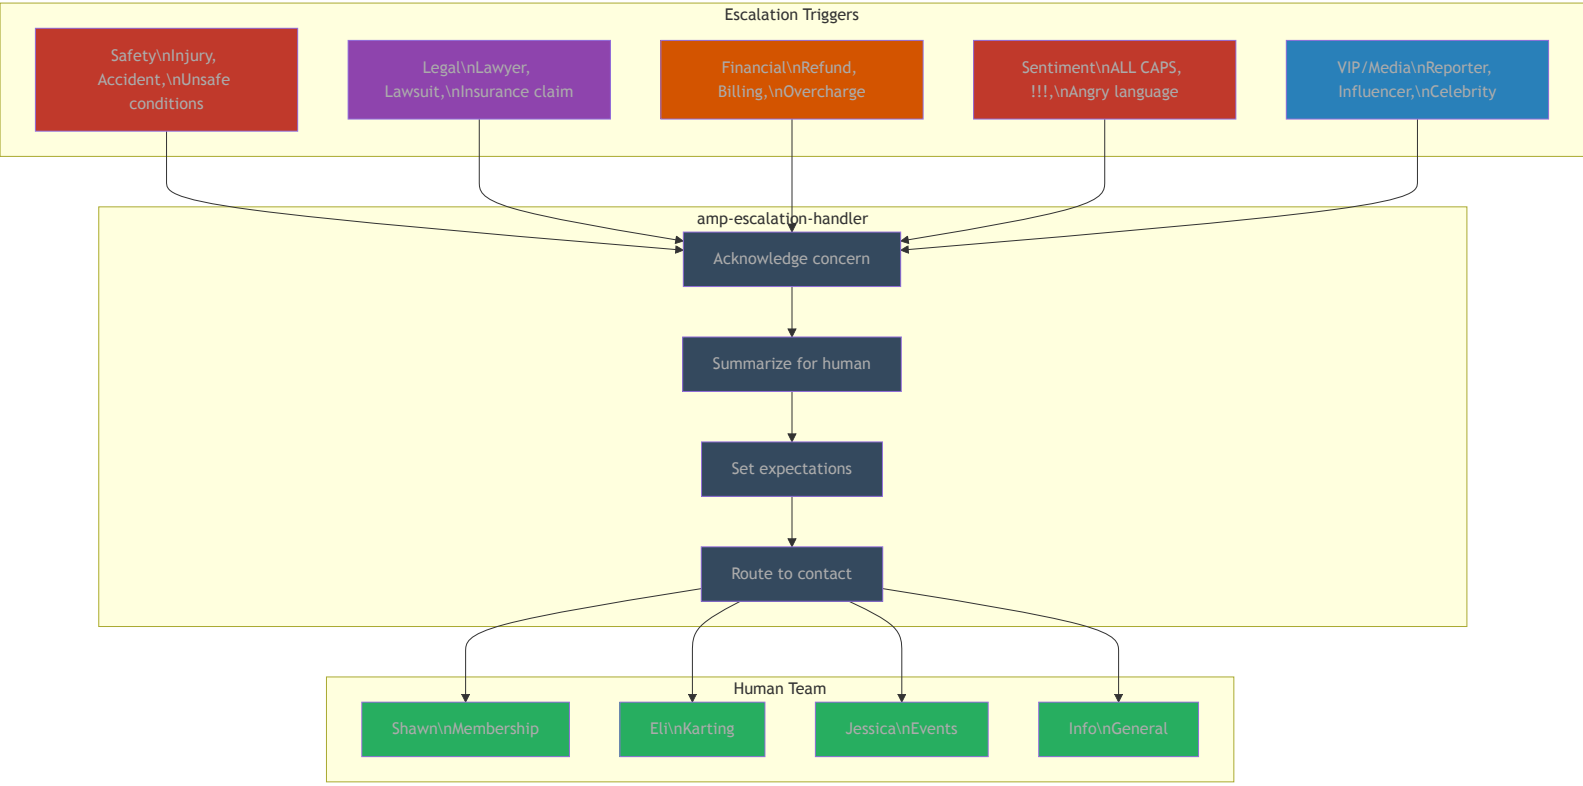 Escalation Triggers
Safety\nInjury,
Accident,\nUnsafe
conditions
Legal\nLawyer,
Lawsuit,\nInsurance claim
Financial\nRefund,
Billing,\nOvercharge
Sentiment\nALL CAPS,
!!!,\nAngry language
VIP/Media\nReporter,
Influencer,\nCelebrity
amp-escalation-handler
Acknowledge concern
Summarize for human
Set expectations
Route to contact
Human Team
Shawn\nMembership
Eli\nKarting
Jessica\nEvents
Info\nGeneral